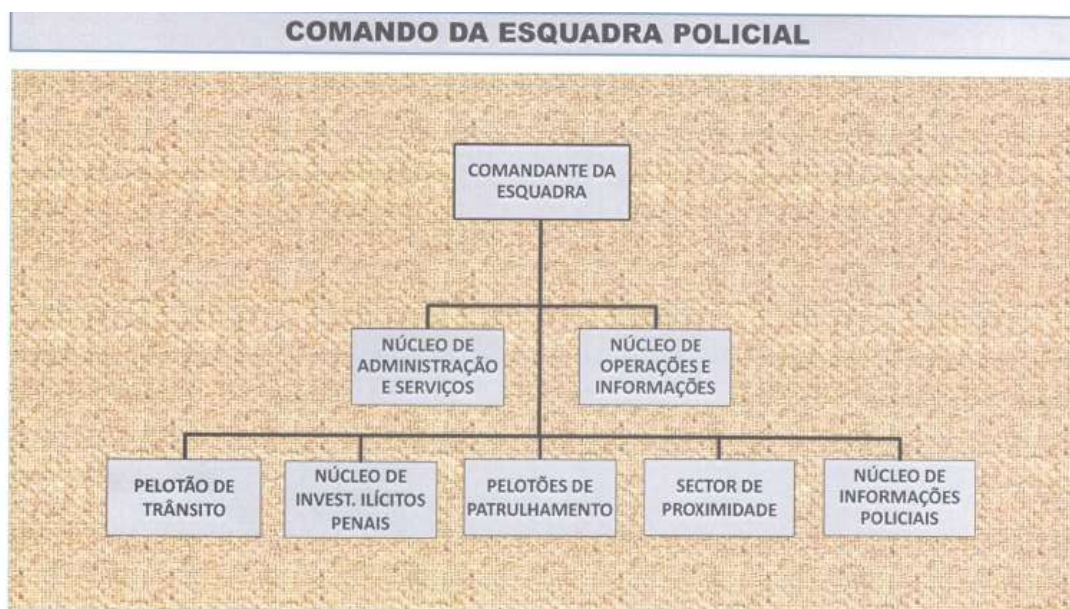 COMANDO DA ESQUADRA POLICIAL
COMANDANTE DA
ESQUADRA
NÚCLEO DE
ADMINISTRAÇÃO
E SERVIÇOS
NÚCLEO DE
OPERAÇÕES E
INFORMAÇÕES
PELOTÃO DE
TRÂNSITO
NÚCLEO DE
INVEST. ILÍCITOS
PENAIS
PELOTÕES DE
PATRULHAMENTO
SECTOR DE
PROXIMIDADE
NÚCLEO DE
INFORMAÇÕES
POLICIAIS